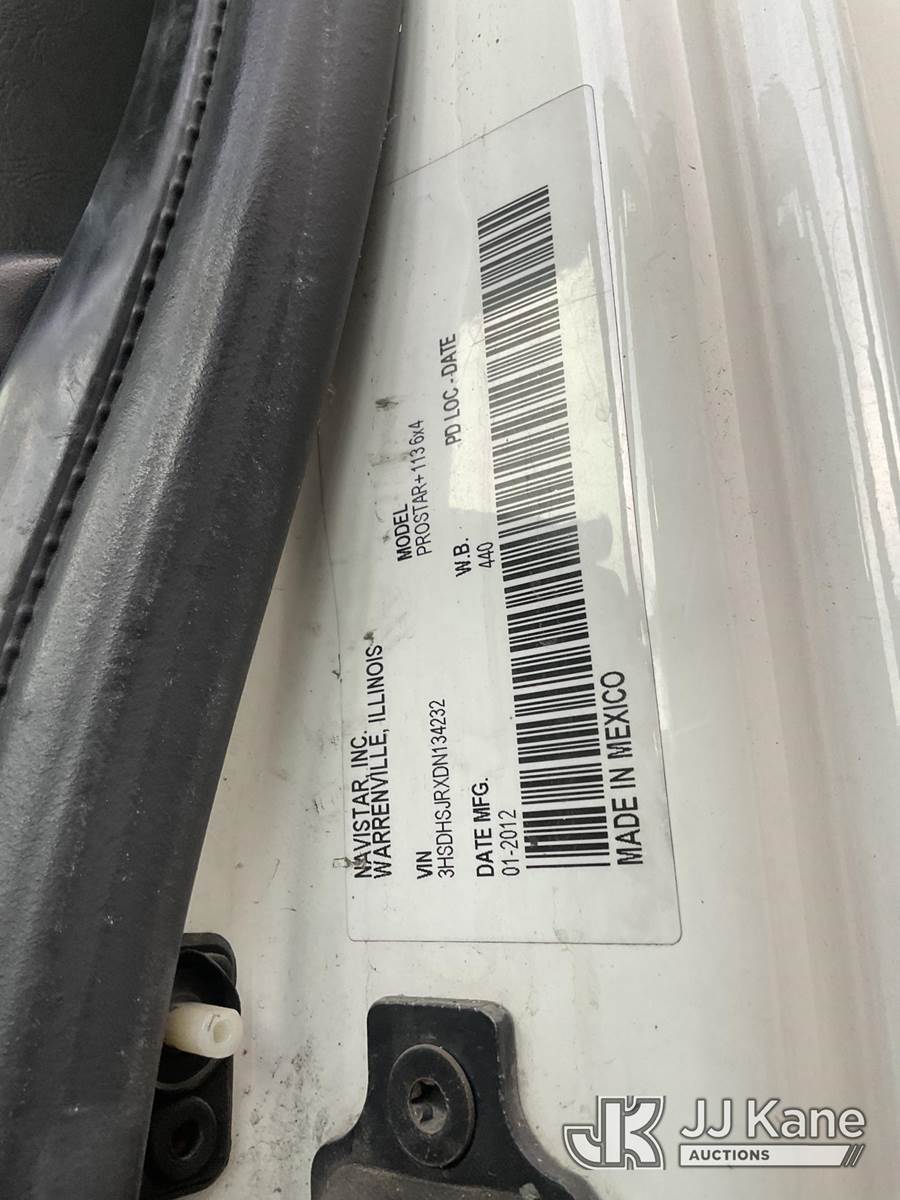 NAVISTAR, INC.
WARRENVILLE, ILLINOIS
VIN
3HSDHSJRXDN134232
MODEL
PROSTAR+113 6x4
DATE MFG.
01-2012
W.B.
440
PD LOC - DATE
MADE IN MEXICO
JK JJ Kane
AUCTIONS